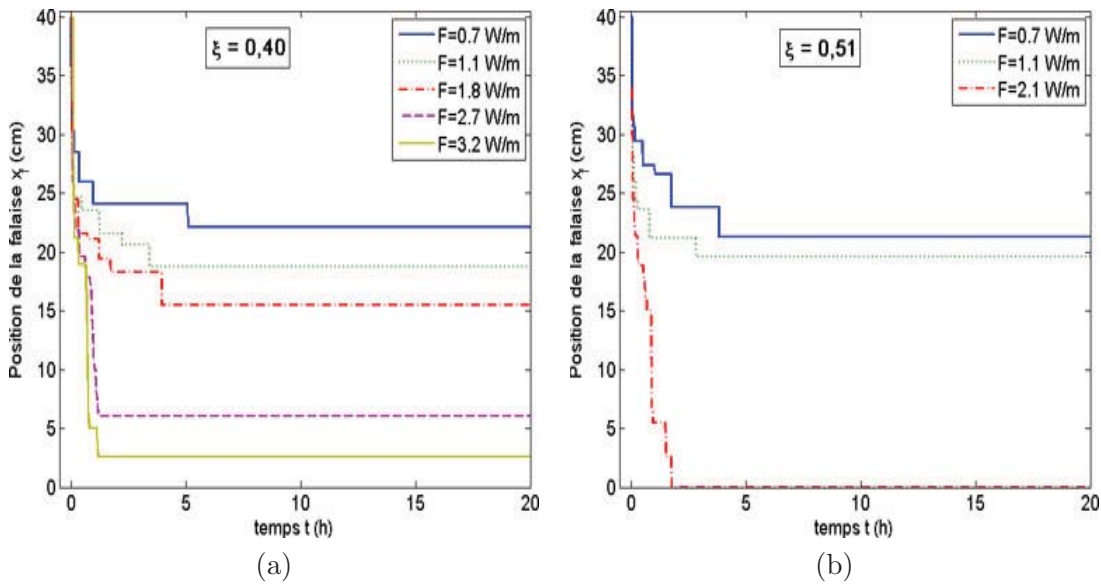 ξ = 0,40
F=0.7 W/m
F=1.1 W/m
F=1.8 W/m
F=2.7 W/m
F=3.2 W/m
Position de la falaise x_f (cm)
40
35
30
25
20
15
10
5
0
0 5 10 15 20
temps t (h)
(a)
ξ = 0,51
F=0.7 W/m
F=1.1 W/m
F=2.1 W/m
Position de la falaise x_f (cm)
40
35
30
25
20
15
10
5
0
0 5 10 15 20
temps t (h)
(b)